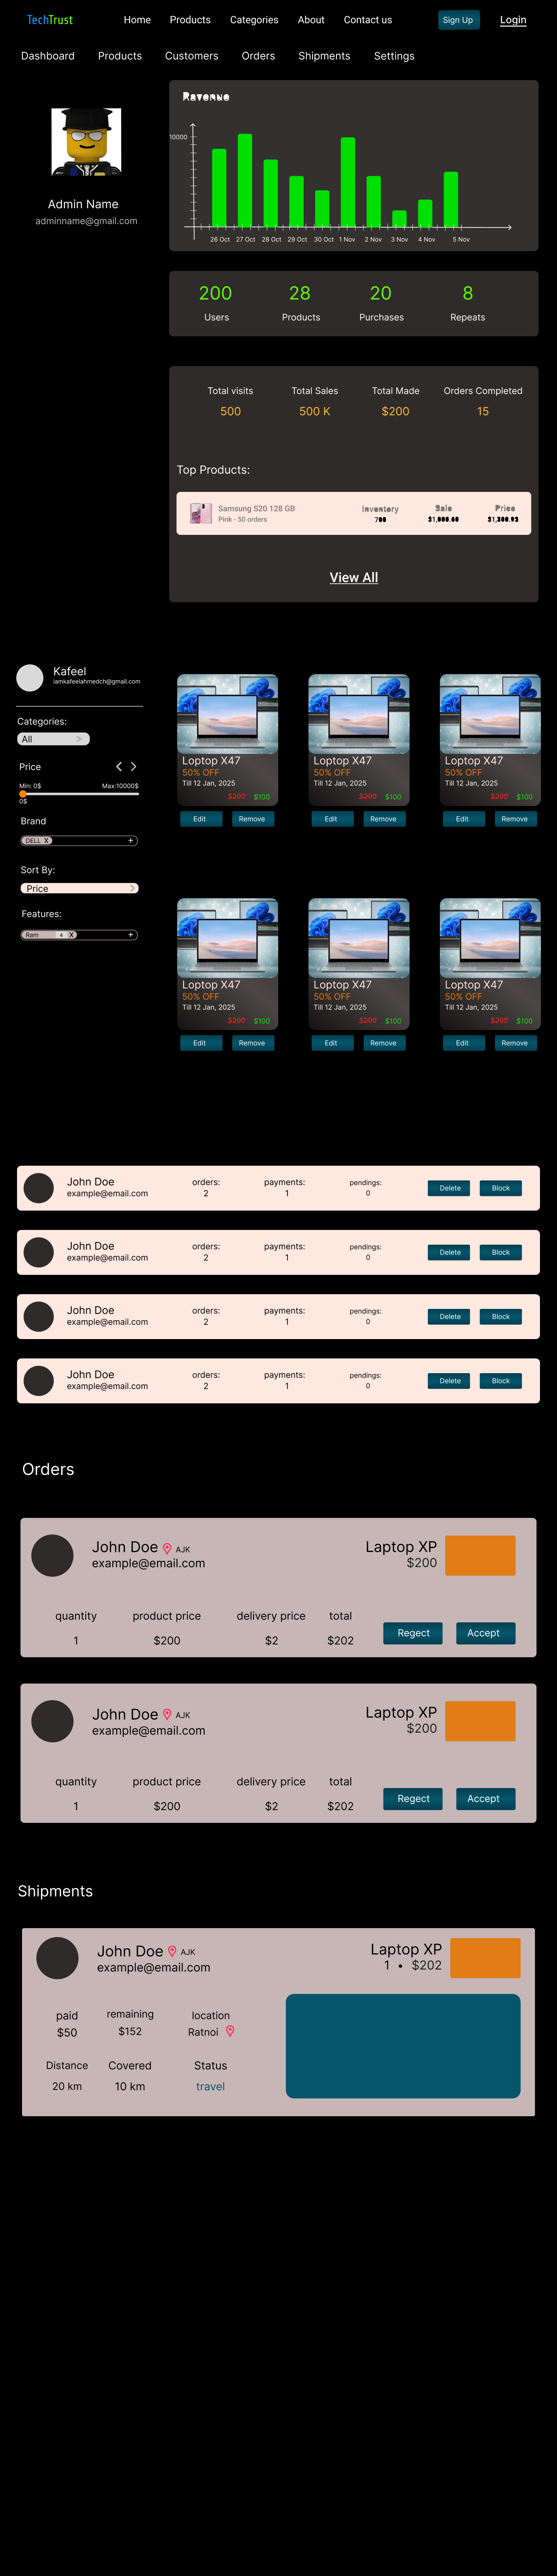 TechTrust Home Products Categories About Contact us Sign Up Login
Dashboard Products Customers Orders Shipments Settings
Ravenue
10000
26 Oct 27 Oct 28 Oct 29 Oct 30 Oct 1 Nov 2 Nov 3 Nov 4 Nov 5 Nov
Admin Name
adminname@gmail.com
200 28 20 8
Users Products Purchases Repeats
Total visits Total Sales Total Made Orders Completed
500 500 K $200 15
Top Products:
Samsung S20 128 GB Inventory Sale Price
Pink - 50 orders
View All
Kafeel
iamkafeelahmedch@gmail.com
Categories:
All
Price
Min: 0$ Max:10000$
0$
Brand
DELL X +
Sort By:
Price
Features:
Ram 4 X +
Loptop X47 Loptop X47 Loptop X47
50% OFF 50% OFF 50% OFF
Till 12 Jan, 2025 Till 12 Jan, 2025 Till 12 Jan, 2025
$200 $100 $200 $100 $200 $100
Edit Remove Edit Remove Edit Remove
Loptop X47 Loptop X47 Loptop X47
50% OFF 50% OFF 50% OFF
Till 12 Jan, 2025 Till 12 Jan, 2025 Till 12 Jan, 2025
$200 $100 $200 $100 $200 $100
Edit Remove Edit Remove Edit Remove
John Doe orders: payments: pendings: Delete Block
example@email.com 2 1 0
John Doe orders: payments: pendings: Delete Block
example@email.com 2 1 0
John Doe orders: payments: pendings: Delete Block
example@email.com 2 1 0
John Doe orders: payments: pendings: Delete Block
example@email.com 2 1 0
Orders
John Doe AJK Laptop XP
example@email.com $200
quantity product price delivery price total
1 $200 $2 $202 Regect Accept
John Doe AJK Laptop XP
example@email.com $200
quantity product price delivery price total
1 $200 $2 $202 Regect Accept
Shipments
John Doe AJK Laptop XP
example@email.com 1 • $202
paid remaining location
$50 $152 Ratnoi
Distance Covered Status
20 km 10 km travel